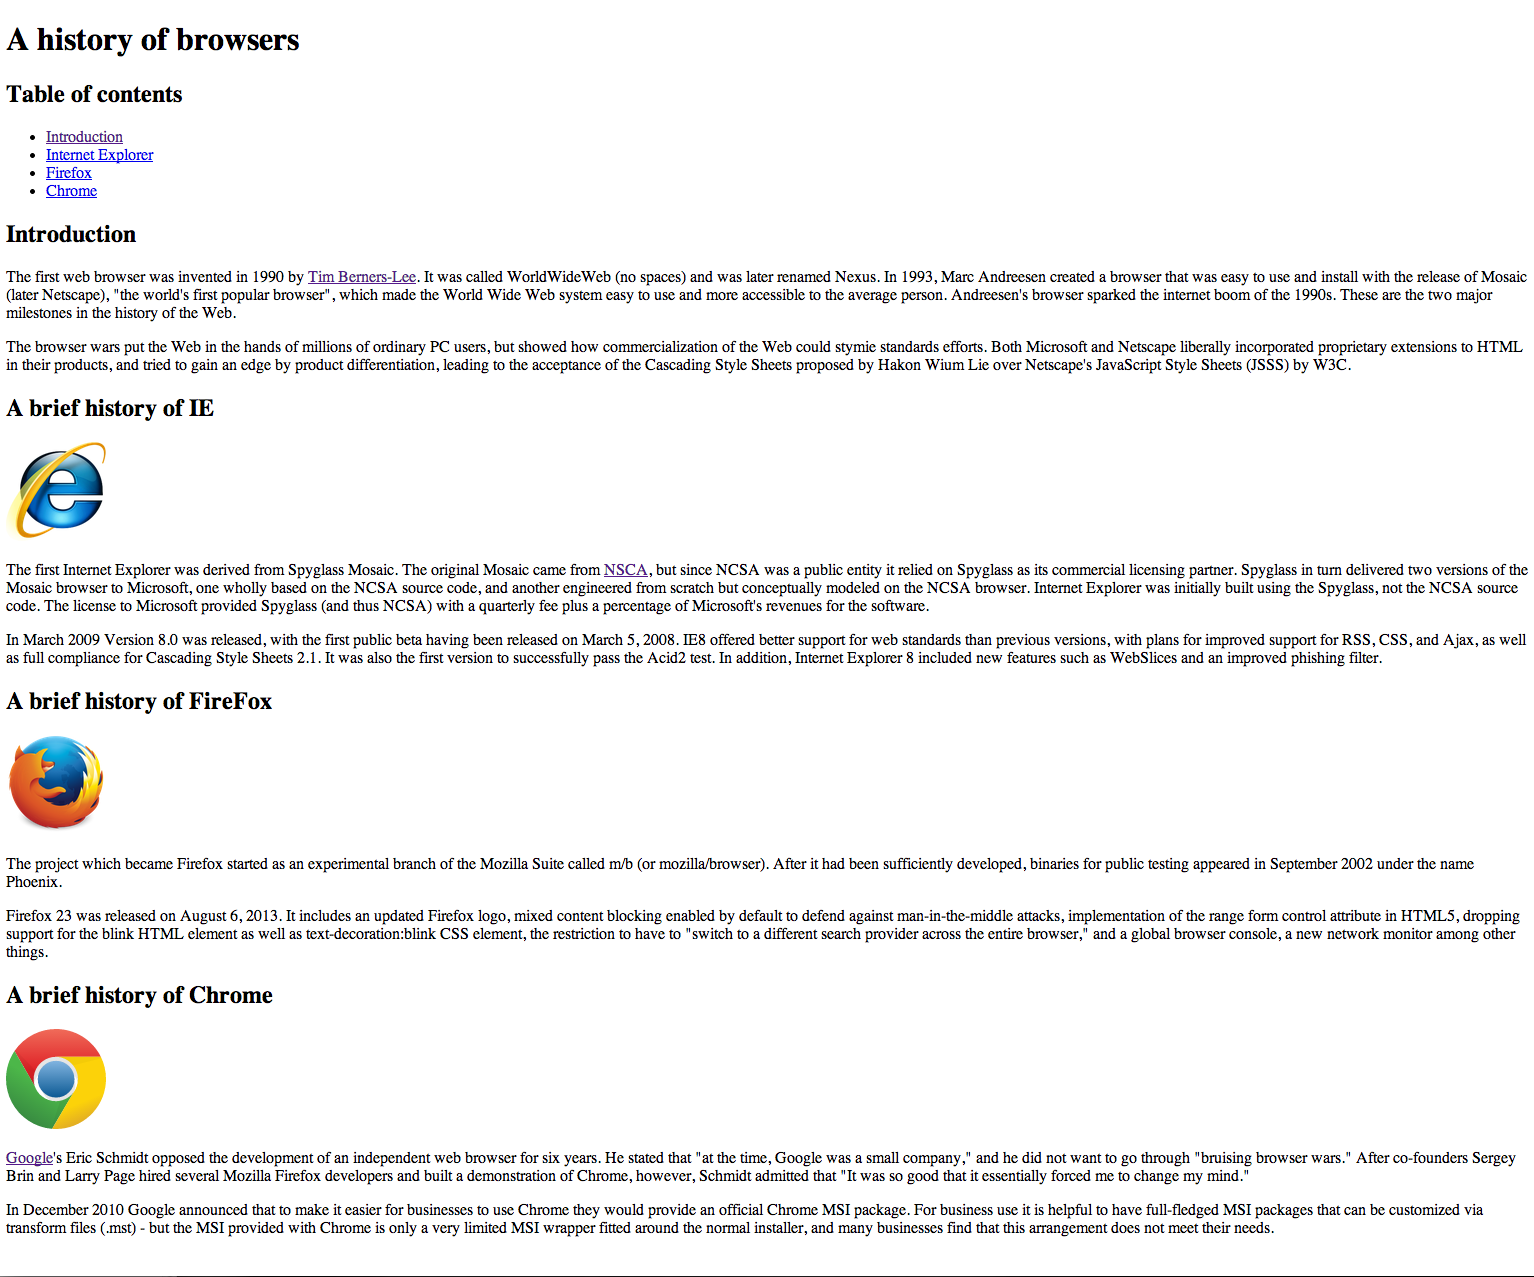 A history of browsers
Table of contents
Introduction
Internet Explorer
Firefox
Chrome
Introduction
The first web browser was invented in 1990 by Tim Berners-Lee. It was called WorldWideWeb (no spaces) and was later renamed Nexus. In 1993, Marc Andreesen created a browser that was easy to use and install with the release of Mosaic
(later Netscape), "the world's first popular browser", which made the World Wide Web system easy to use and more accessible to the average person. Andreesen's browser sparked the internet boom of the 1990s. These are the two major
milestones in the history of the Web.
The browser wars put the Web in the hands of millions of ordinary PC users, but showed how commercialization of the Web could stymie standards efforts. Both Microsoft and Netscape liberally incorporated proprietary extensions to HTML
in their products, and tried to gain an edge by product differentiation, leading to the acceptance of the Cascading Style Sheets proposed by Hakon Wium Lie over Netscape's JavaScript Style Sheets (JSSS) by W3C.
A brief history of IE
The first Internet Explorer was derived from Spyglass Mosaic. The original Mosaic came from NSCA, but since NCSA was a public entity it relied on Spyglass as its commercial licensing partner. Spyglass in turn delivered two versions of the
Mosaic browser to Microsoft, one wholly based on the NCSA source code, and another engineered from scratch but conceptually modeled on the NCSA browser. Internet Explorer was initially built using the Spyglass, not the NCSA source
code. The license to Microsoft provided Spyglass (and thus NCSA) with a quarterly fee plus a percentage of Microsoft's revenues for the software.
In March 2009 Version 8.0 was released, with the first public beta having been released on March 5, 2008. IE8 offered better support for web standards than previous versions, with plans for improved support for RSS, CSS, and Ajax, as well
as full compliance for Cascading Style Sheets 2.1. It was also the first version to successfully pass the Acid2 test. In addition, Internet Explorer 8 included new features such as WebSlices and an improved phishing filter.
A brief history of FireFox
The project which became Firefox started as an experimental branch of the Mozilla Suite called m/b (or mozilla/browser). After it had been sufficiently developed, binaries for public testing appeared in September 2002 under the name
Phoenix.
Firefox 23 was released on August 6, 2013. It includes an updated Firefox logo, mixed content blocking enabled by default to defend against man-in-the-middle attacks, implementation of the range form control attribute in HTML5, dropping
support for the blink HTML element as well as text-decoration:blink CSS element, the restriction to have to "switch to a different search provider across the entire browser," and a global browser console, a new network monitor among other
things.
A brief history of Chrome
Google's Eric Schmidt opposed the development of an independent web browser for six years. He stated that "at the time, Google was a small company," and he did not want to go through "bruising browser wars." After co-founders Sergey
Brin and Larry Page hired several Mozilla Firefox developers and built a demonstration of Chrome, however, Schmidt admitted that "It was so good that it essentially forced me to change my mind."
In December 2010 Google announced that to make it easier for businesses to use Chrome they would provide an official Chrome MSI package. For business use it is helpful to have full-fledged MSI packages that can be customized via
transform files (.mst) - but the MSI provided with Chrome is only a very limited MSI wrapper fitted around the normal installer, and many businesses find that this arrangement does not meet their needs.